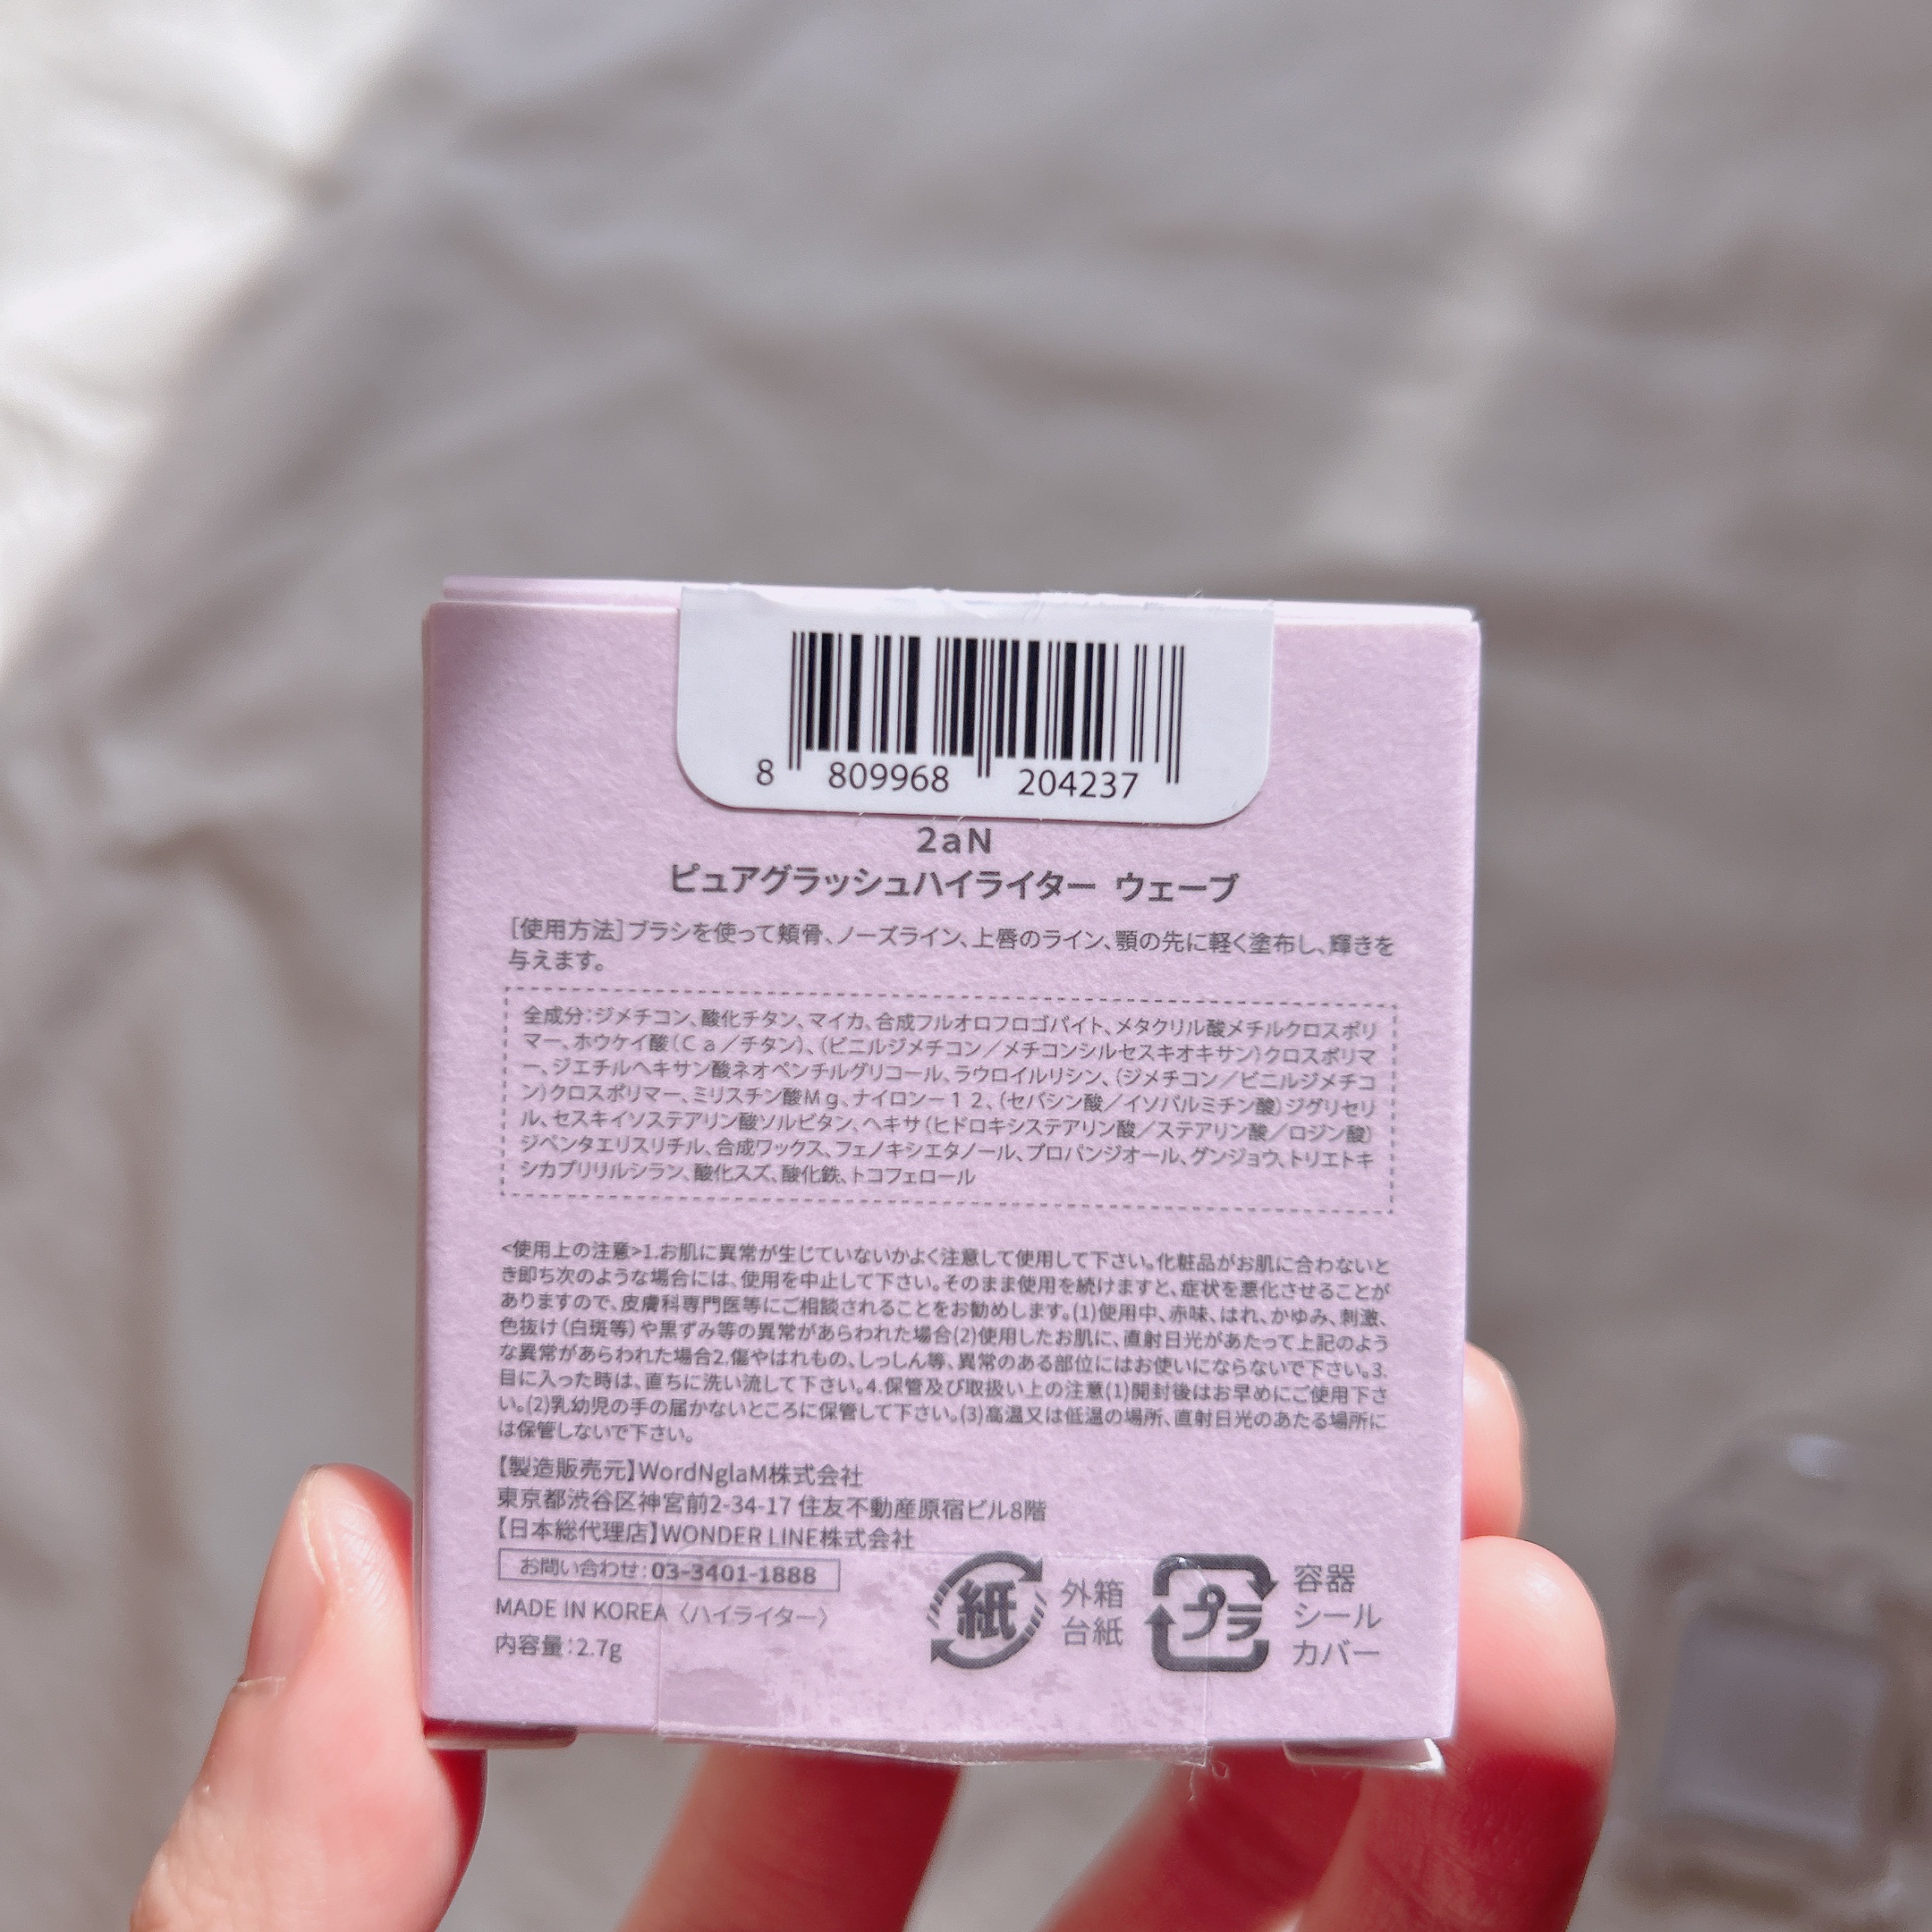 8 809968 204237
2aN
ピュアグラッシュハイライター ウェーブ
[使用方法]ブラシを使って頬骨、ノーズライン、上唇のライン、顎の先に軽く塗布し、輝きを
与えます。
全成分:ジメチコン、酸化チタン、マイカ、合成フルオロフロゴパイト、メタクリル酸メチルクロスポリ
マー、ホウケイ酸(Ca/チタン)、(ビニルジメチコン/メチコンシルセスキオキサン)クロスポリマ
ー、ジエチルヘキサン酸ネオペンチルグリコール、ラウロイルリシン、(ジメチコン/ビニルジメチコ
ン)クロスポリマー、ミリスチン酸Mg、ナイロンー12、(セバシン酸/イソパルミチン酸)ジグリセリ
ル、セスキイソステアリン酸ソルビタン、ヘキサ(ヒドロキシステアリン酸/ステアリン酸/ロジン酸)
ジペンタエリスリチル、合成ワックス、フェノキシエタノール、プロパンジオール、グンジョウ、トリエトキ
シカプリリルシラン、酸化スズ、酸化鉄、トコフェロール
<使用上の注意>1.お肌に異常が生じていないかよく注意して使用して下さい。化粧品がお肌に合わないと
き即ち次のような場合には、使用を中止して下さい。そのまま使用を続けますと、症状を悪化させることが
ありますので、皮膚科専門医等にご相談されることをお勧めします。(1)使用中、赤味、はれ、かゆみ、刺激、
色抜け(白斑等)や黒ずみ等の異常があらわれた場合(2)使用したお肌に、直射日光があたって上記のよう
な異常があらわれた場合2.傷やはれもの、しっしん等、異常のある部位にはお使いにならないで下さい。3.
目に入った時は、直ちに洗い流して下さい。4.保管及び取扱い上の注意(1)開封後はお早めにご使用下さ
い。(2)乳幼児の手の届かないところに保管して下さい。(3)高温又は低温の場所、直射日光のあたる場所に
は保管しないで下さい。
【製造販売元】WordNglaM株式会社
東京都渋谷区神宮前2-34-17 住友不動産原宿ビル8階
【日本総代理店】WONDER LINE株式会社
お問い合わせ:03-3401-1888
MADE IN KOREA〈ハイライター〉
内容量:2.7g
紙
外箱
台紙
プラ
容器
シール
カバー